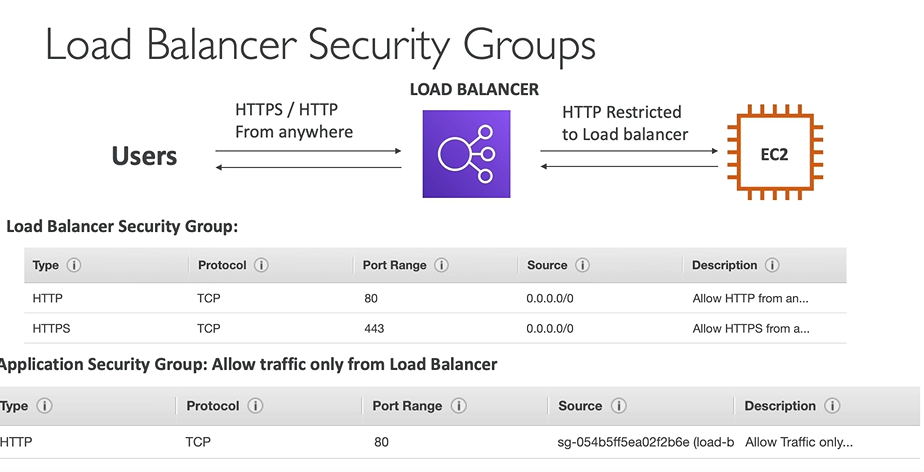 Load Balancer Security Groups
LOAD BALANCER
HTTPS / HTTP
From anywhere
HTTP Restricted
to Load balancer
Users
EC2
Load Balancer Security Group:
Type i Protocol i Port Range i Source i Description i
HTTP TCP 80 0.0.0.0/0 Allow HTTP from an...
HTTPS TCP 443 0.0.0.0/0 Allow HTTPS from a...
Application Security Group: Allow traffic only from Load Balancer
Type i Protocol i Port Range i Source i Description i
HTTP TCP 80 sg-054b5ff5ea02f2b6e (load-b Allow Traffic only...